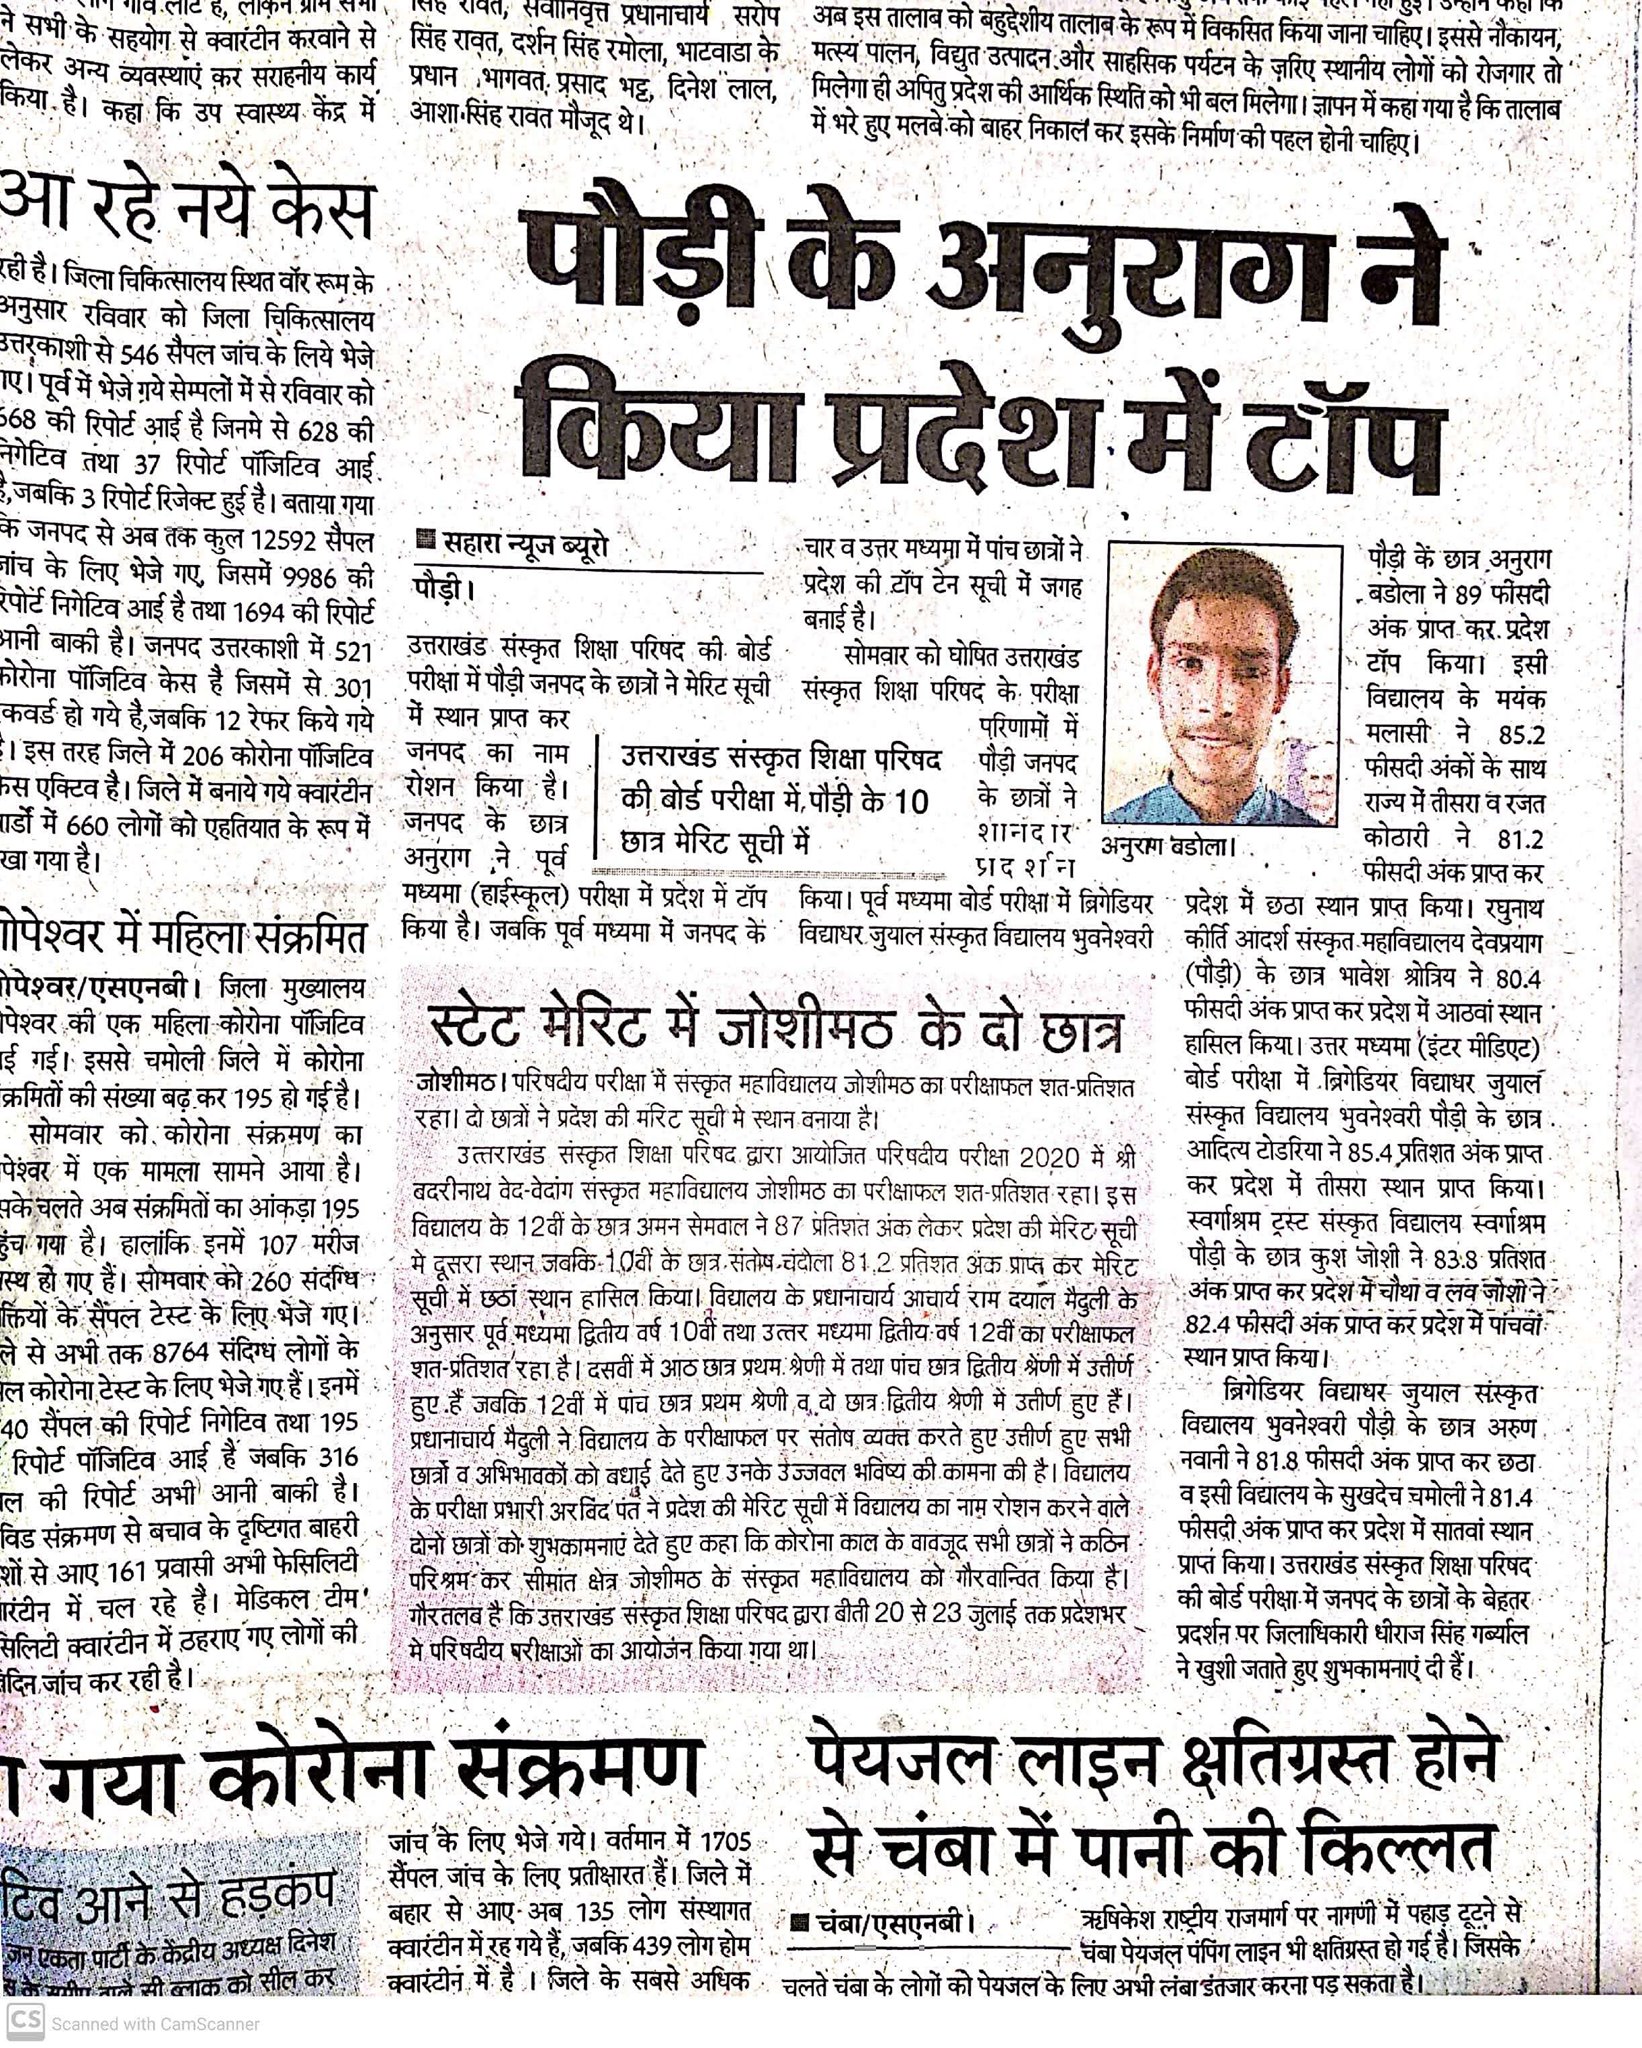 ने सभी के सहयोग से क्वारंटीन करवाने से
लेकर अन्य व्यवस्थाएं कर सराहनीय कार्य
किया है। कहा कि उप स्वास्थ्य केंद्र में
सिंह रावत, सेवानिवृत्त प्रधानाचार्य सरोप
सिंह रावत, दर्शन सिंह रमोला, भाटवाडा के
प्रधान भागवत प्रसाद भट्ट, दिनेश लाल,
आशा सिंह रावत मौजूद थे।
अब इस तालाब को बहुद्देशीय तालाब के रूप में विकसित किया जाना चाहिए। इससे नौकायन,
मत्स्य पालन, विद्युत उत्पादन और साहसिक पर्यटन के ज़रिए स्थानीय लोगों को रोजगार तो
मिलेगा ही अपितु प्रदेश की आर्थिक स्थिति को भी बल मिलेगा। ज्ञापन में कहा गया है कि तालाब
में भरे हुए मलबे को बाहर निकाल कर इसके निर्माण की पहल होनी चाहिए।
आ रहे नये केस
रही है। जिला चिकित्सालय स्थित वॉर रूम के
अनुसार रविवार को जिला चिकित्सालय
उत्तरकाशी से 546 सैपल जांच के लिये भेजे
गए। पूर्व में भेजे गये सेम्पलों में से रविवार को
668 की रिपोर्ट आई है जिनमे से 628 की
निगेटिव तथा 37 रिपोर्ट पॉजिटिव आई
है,जबकि 3 रिपोर्ट रिजेक्ट हुई है। बताया गया
कि जनपद से अब तक कुल 12592 सैपल
जांच के लिए भेजे गए, जिसमें 9986 की
रिपोर्ट निगेटिव आई है तथा 1694 की रिपोर्ट
आनी बाकी है। जनपद उत्तरकाशी में 521
कोरोना पॉजिटिव केस है जिसमें से 301
कवर्ड हो गये है,जबकि 12 रेफर किये गये
है। इस तरह जिले में 206 कोरोना पॉजिटिव
केस एक्टिव है। जिले में बनाये गये क्वारंटीन
वार्डो में 660 लोगों को एहतियात के रूप में
रखा गया है।
गोपेश्वर में महिला संक्रमित
गोपेश्वर/एसएनबी। जिला मुख्यालय
गोपेश्वर की एक महिला कोरोना पॉजिटिव
पाई गई। इससे चमोली जिले में कोरोना
संक्रमितों की संख्या बढ़ कर 195 हो गई है।
सोमवार को कोरोना संक्रमण का
गोपेश्वर में एक मामला सामने आया है।
इसके चलते अब संक्रमितों का आंकड़ा 195
पहुंच गया है। हालांकि इनमें 107 मरीज
स्वस्थ हो गए हैं। सोमवार को 260 संदग्धि
व्यक्तियों के सैंपल टेस्ट के लिए भेजे गए।
जिले से अभी तक 8764 संदिग्ध लोगों के
सैंपल कोरोना टेस्ट के लिए भेजे गए हैं। इनमें
40 सैंपल की रिपोर्ट निगेटिव तथा 195
रिपोर्ट पॉजिटिव आई हैं जबकि 316
सैंपल की रिपोर्ट अभी आनी बाकी है।
कोविड संक्रमण से बचाव के दृष्टिगत बाहरी
प्रदेशों से आए 161 प्रवासी अभी फेसिलिटी
क्वारंटीन में चल रहे है। मेडिकल टीम
फेसिलिटी क्वारंटीन में ठहराए गए लोगों की
प्रतिदिन जांच कर रही है।
पौड़ी के अनुराग ने
किया प्रदेश में टॉप
सहारा न्यूज ब्यूरो
पौड़ी।
उत्तराखंड संस्कृत शिक्षा परिषद की बोर्ड
परीक्षा में पौड़ी जनपद के छात्रों ने मेरिट सूची
में स्थान प्राप्त कर
जनपद का नाम
रोशन किया है।
जनपद के छात्र
अनुराग ने पूर्व
मध्यमा (हाईस्कूल) परीक्षा में प्रदेश में टॉप
किया है। जबकि पूर्व मध्यमा में जनपद के
उत्तराखंड संस्कृत शिक्षा परिषद
की बोर्ड परीक्षा में पौड़ी के 10
छात्र मेरिट सूची में
चार व उत्तर मध्यमा में पांच छात्रों ने
प्रदेश की टॉप टेन सूची में जगह
बनाई है।
सोमवार को घोषित उत्तराखंड
संस्कृत शिक्षा परिषद के परीक्षा
परिणामों में
पौड़ी जनपद
के छात्रों ने
शानदार
प्रदर्शन
किया। पूर्व मध्यमा बोर्ड परीक्षा में ब्रिगेडियर
विद्याधर जुयाल संस्कृत विद्यालय भुवनेश्वरी
अनुराग बडोला।
पौड़ी के छात्र अनुराग
बडोला ने 89 फीसदी
अंक प्राप्त कर प्रदेश
टॉप किया। इसी
विद्यालय के मयंक
मलासी ने 85.2
फीसदी अंकों के साथ
राज्य में तीसरा व रजत
कोठारी ने 81.2
फीसदी अंक प्राप्त कर
प्रदेश में छठा स्थान प्राप्त किया। रघुनाथ
कीर्ति आदर्श संस्कृत महाविद्यालय देवप्रयाग
(पौड़ी) के छात्र भावेश श्रोत्रिय ने 80.4
फीसदी अंक प्राप्त कर प्रदेश में आठवां स्थान
हासिल किया। उत्तर मध्यमा (इंटर मीडिएट)
बोर्ड परीक्षा में ब्रिगेडियर विद्याधर जुयाल
संस्कृत विद्यालय भुवनेश्वरी पौड़ी के छात्र
आदित्य टोडरिया ने 85.4 प्रतिशत अंक प्राप्त
कर प्रदेश में तीसरा स्थान प्राप्त किया।
स्वर्गाश्रम ट्रस्ट संस्कृत विद्यालय स्वर्गाश्रम
पौड़ी के छात्र कुश जोशी ने 83.8 प्रतिशत
अंक प्राप्त कर प्रदेश में चौथा व लव जोशी ने
82.4 फीसदी अंक प्राप्त कर प्रदेश में पांचवां
स्थान प्राप्त किया।
ब्रिगेडियर विद्याधर जुयाल संस्कृत
विद्यालय भुवनेश्वरी पौड़ी के छात्र अरुण
नवानी ने 81.8 फीसदी अंक प्राप्त कर छठा
व इसी विद्यालय के सुखदेच चमोली ने 81.4
फीसदी अंक प्राप्त कर प्रदेश में सातवां स्थान
प्राप्त किया। उत्तराखंड संस्कृत शिक्षा परिषद
की बोर्ड परीक्षा में जनपद के छात्रों के बेहतर
प्रदर्शन पर जिलाधिकारी धीराज सिंह गर्ब्याल
ने खुशी जताते हुए शुभकामनाएं दी हैं।
स्टेट मेरिट में जोशीमठ के दो छात्र
जोशीमठ। परिषदीय परीक्षा में संस्कृत महाविद्यालय जोशीमठ का परीक्षाफल शत-प्रतिशत
रहा। दो छात्रों ने प्रदेश की मरिट सूची मे स्थान बनाया है।
उत्तराखंड संस्कृत शिक्षा परिषद द्वारा आयोजित परिषदीय परीक्षा 2020 में श्री
बदरीनाथ वेद-वेदांग संस्कृत महाविद्यालय जोशीमठ का परीक्षाफल शत-प्रतिशत रहा। इस
विद्यालय के 12वीं के छात्र अमन सेमवाल ने 87 प्रतिशत अंक लेकर प्रदेश की मेरिट सूची
मे दूसरा स्थान जबकि 10वीं के छात्र संतोष चंदोला 81.2 प्रतिशत अंक प्राप्त कर मेरिट
सूची में छठां स्थान हासिल किया। विद्यालय के प्रधानाचार्य आचार्य राम दयाल मैदुली के
अनुसार पूर्व मध्यमा द्वितीय वर्ष 10वीं तथा उत्तर मध्यमा द्वितीय वर्ष 12वीं का परीक्षाफल
शत-प्रतिशत रहा है। दसवीं में आठ छात्र प्रथम श्रेणी में तथा पांच छात्र द्वितीय श्रेणी में उत्तीर्ण
हुए हैं जबकि 12वीं में पांच छात्र प्रथम श्रेणी व दो छात्र द्वितीय श्रेणी में उत्तीर्ण हुए हैं।
प्रधानाचार्य मैदुली ने विद्यालय के परीक्षाफल पर संतोष व्यक्त करते हुए उत्तीर्ण हुए सभी
छात्रों व अभिभावकों को बधाई देते हुए उनके उज्जवल भविष्य की कामना की है। विद्यालय
के परीक्षा प्रभारी अरविंद पंत ने प्रदेश की मेरिट सूची में विद्यालय का नाम रोशन करने वाले
दोनों छात्रों को शुभकामनाएं देते हुए कहा कि कोरोना काल के वावजूद सभी छात्रों ने कठिन
परिश्रम कर सीमांत क्षेत्र जोशीमठ के संस्कृत महाविद्यालय को गौरवान्वित किया है।
गौरतलब है कि उत्तराखंड संस्कृत शिक्षा परिषद द्वारा बीती 20 से 23 जुलाई तक प्रदेशभर
मे परिषदीय परीक्षाओं का आयोजन किया गया था।
गया कोरोना संक्रमण
टिव आने से हड़कंप
जन एकता पार्टी के केंद्रीय अध्यक्ष दिनेश
जांच के लिए भेजे गये। वर्तमान में 1705
सैंपल जांच के लिए प्रतीक्षारत हैं। जिले में
बहार से आए अब 135 लोग संस्थागत
क्वारंटीन में रह गये हैं, जबकि 439 लोग होम
क्वारंटीन में है। जिले के सबसे अधिक
पेयजल लाइन क्षतिग्रस्त होने
से चंबा में पानी की किल्लत
चंबा/एसएनबी।
ऋषिकेश राष्ट्रीय राजमार्ग पर नागणी में पहाड़ टूटने से
चंबा पेयजल पंपिंग लाइन भी क्षतिग्रस्त हो गई है। जिसके
चलते चंबा के लोगों को पेयजल के लिए अभी लंबा इंतजार करना पड़ सकता है।
CS Scanned with CamScanner